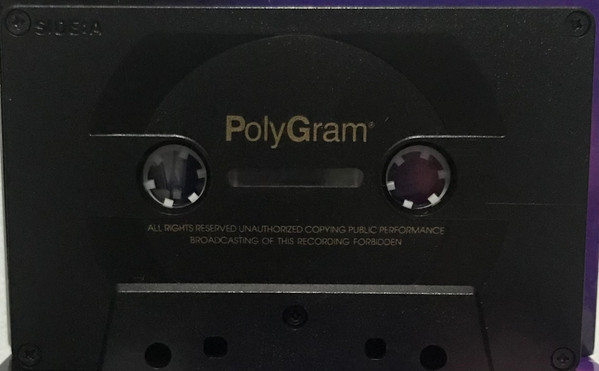 SIDE:A
PolyGram®
ALL RIGHTS RESERVED UNAUTHORIZED COPYING PUBLIC PERFORMANCE
BROADCASTING OF THIS RECORDING FORBIDDEN